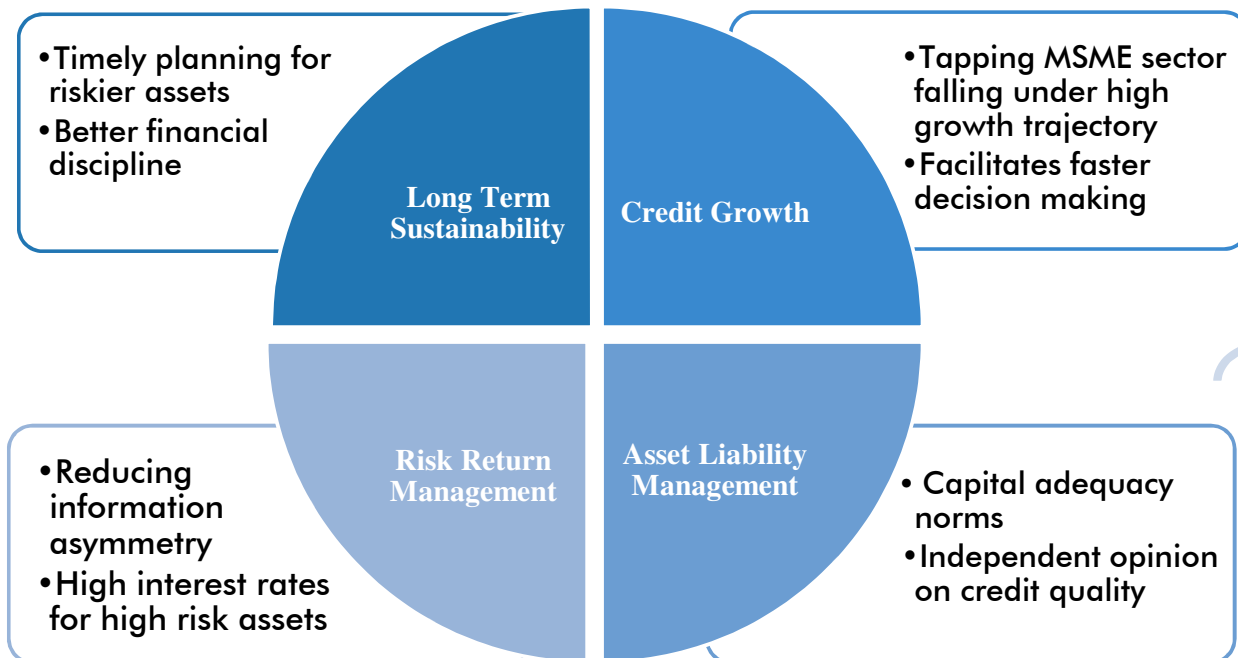 •Timely planning for
riskier assets
•Better financial
discipline
Long Term
Sustainability
Credit Growth
•Tapping MSME sector
falling under high
growth trajectory
•Facilitates faster
decision making
•Reducing
information
asymmetry
•High interest rates
for high risk assets
Risk Return
Management
Asset Liability
Management
• Capital adequacy
norms
•Independent opinion
on credit quality